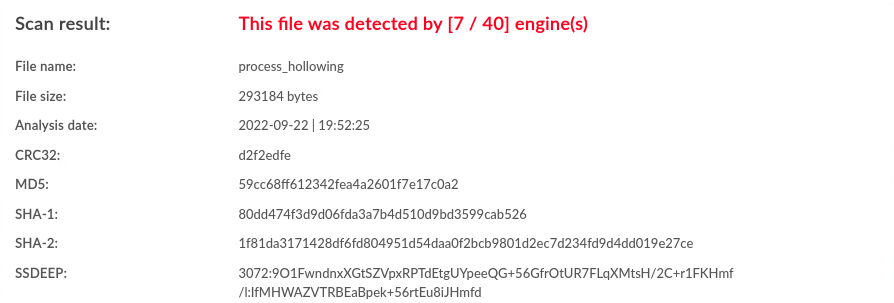 Scan result: This file was detected by [7 / 40] engine(s)
File name: process_hollowing
File size: 293184 bytes
Analysis date: 2022-09-22 | 19:52:25
CRC32: d2f2edfe
MD5: 59cc68ff612342fea4a2601f7e17c0a2
SHA-1: 80dd474f3d9d06fda3a7b4d510d9bd3599cab526
SHA-2: 1f81da3171428df6fd804951d54daa0f2bcb9801d2ec7d234fd9d4dd019e27ce
SSDEEP: 3072:9O1FwndnxXGtSZVpxRPTdEtgUYpeeQG+56GfrOtUR7FLqXMtsH/2C+r1FKHmf
/l:lfMHWAZVTRBEaBpek+56rtEu8iJHmfd